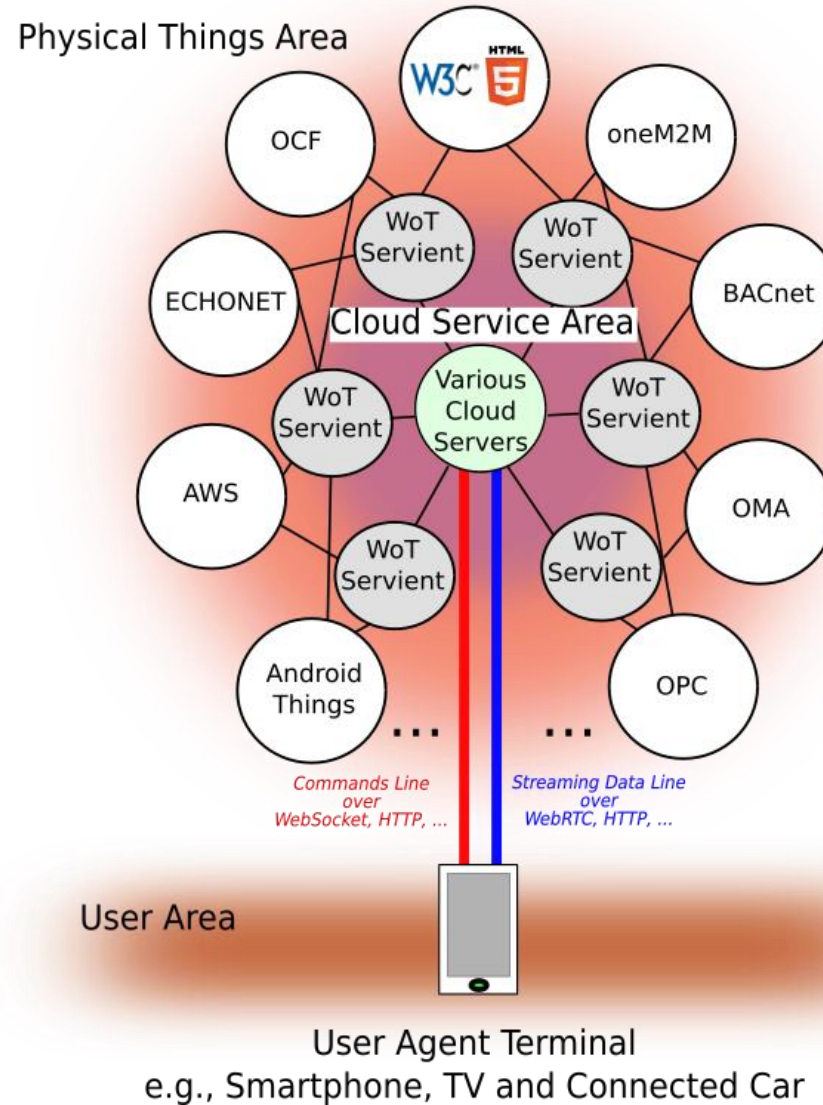 Physical Things Area
W3C®
HTML
5
OCF
oneM2M
WoT
Servient
WoT
Servient
ECHONET
BACnet
Cloud Service Area
Various
Cloud
Servers
WoT
Servient
WoT
Servient
AWS
OMA
WoT
Servient
WoT
Servient
Android
Things
OPC
...
...
Commands Line
over
WebSocket, HTTP, ...
Streaming Data Line
over
WebRTC, HTTP, ...
User Area
User Agent Terminal
e.g., Smartphone, TV and Connected Car